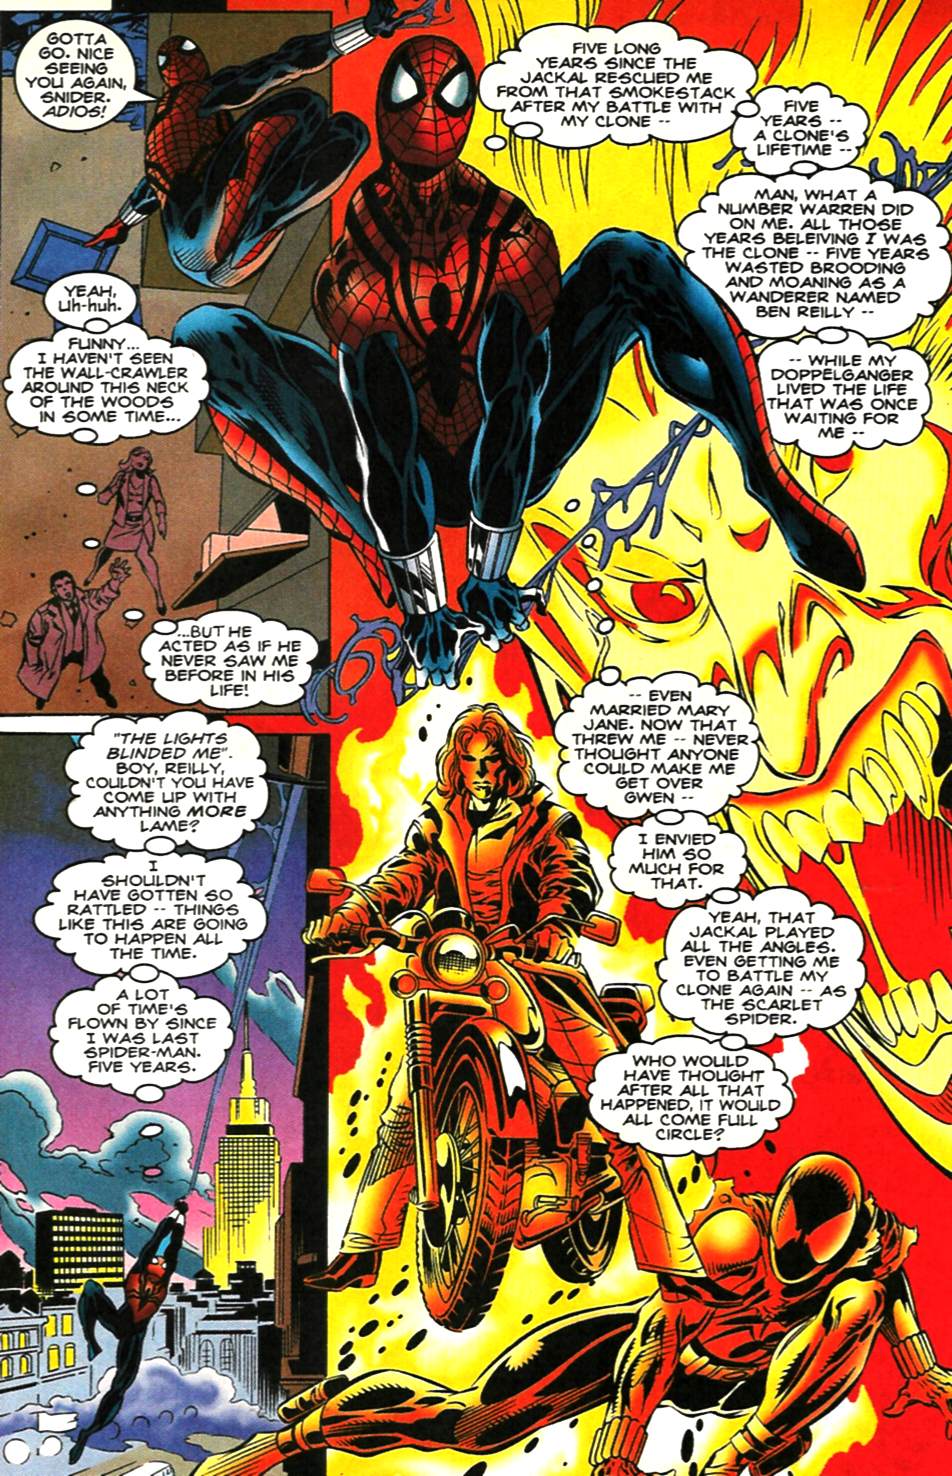 GOTTA
GO. NICE
SEEING
YOU AGAIN,
SNIDER.
ADIOS!
YEAH,
Uh-huh.
FUNNY...
I HAVEN'T SEEN
THE WALL-CRAWLER
AROUND THIS NECK
OF THE WOODS
IN SOME TIME...
...BUT HE
ACTED AS IF HE
NEVER SAW ME
BEFORE IN HIS
LIFE!
"THE LIGHTS
BLINDED ME".
BOY, REILLY,
COULDN'T YOU HAVE
COME UP WITH
ANYTHING MORE
LAME?
I
SHOULDN'T
HAVE GOTTEN SO
RATTLED -- THINGS
LIKE THIS ARE GOING
TO HAPPEN ALL
THE TIME.
A LOT
OF TIME'S
FLOWN BY SINCE
I WAS LAST
SPIDER-MAN.
FIVE YEARS.
FIVE LONG
YEARS SINCE THE
JACKAL RESCUED ME
FROM THAT SMOKESTACK
AFTER MY BATTLE WITH
MY CLONE --
FIVE
YEARS --
A CLONE'S
LIFETIME --
MAN, WHAT A
NUMBER WARREN DID
ON ME. ALL THOSE
YEARS BELEIVING I WAS
THE CLONE -- FIVE YEARS
WASTED BROODING
AND MOANING AS A
WANDERER NAMED
BEN REILLY --
-- WHILE MY
DOPPELGANGER
LIVED THE LIFE
THAT WAS ONCE
WAITING FOR
ME --
-- EVEN
MARRIED MARY
JANE. NOW THAT
THREW ME -- NEVER
THOUGHT ANYONE
COULD MAKE ME
GET OVER
GWEN --
I ENVIED
HIM SO
MUCH FOR
THAT.
YEAH, THAT
JACKAL PLAYED
ALL THE ANGLES.
EVEN GETTING ME
TO BATTLE MY
CLONE AGAIN -- AS
THE SCARLET
SPIDER.
WHO WOULD
HAVE THOUGHT
AFTER ALL THAT
HAPPENED, IT WOULD
ALL COME FULL
CIRCLE?